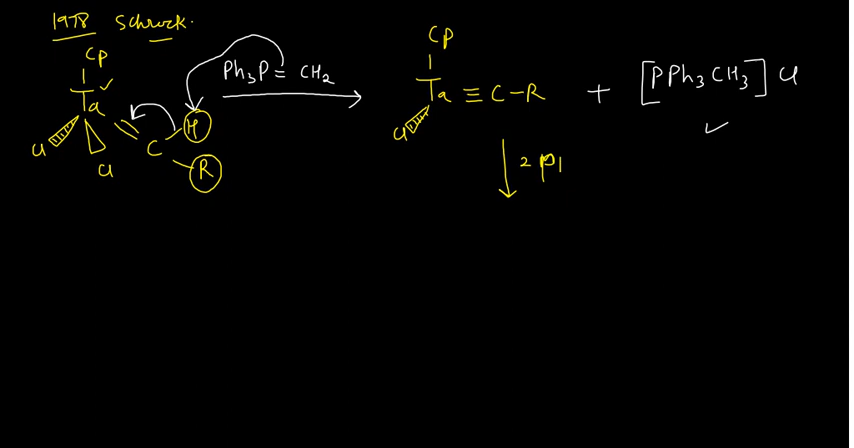 1978 Schrock.
Cp
Ta
Cl
Cl
C
H
R
Ph₃P=CH₂
Cp
Ta≡C-R
Cl
+ [PPh₃CH₃] Cl
2 p